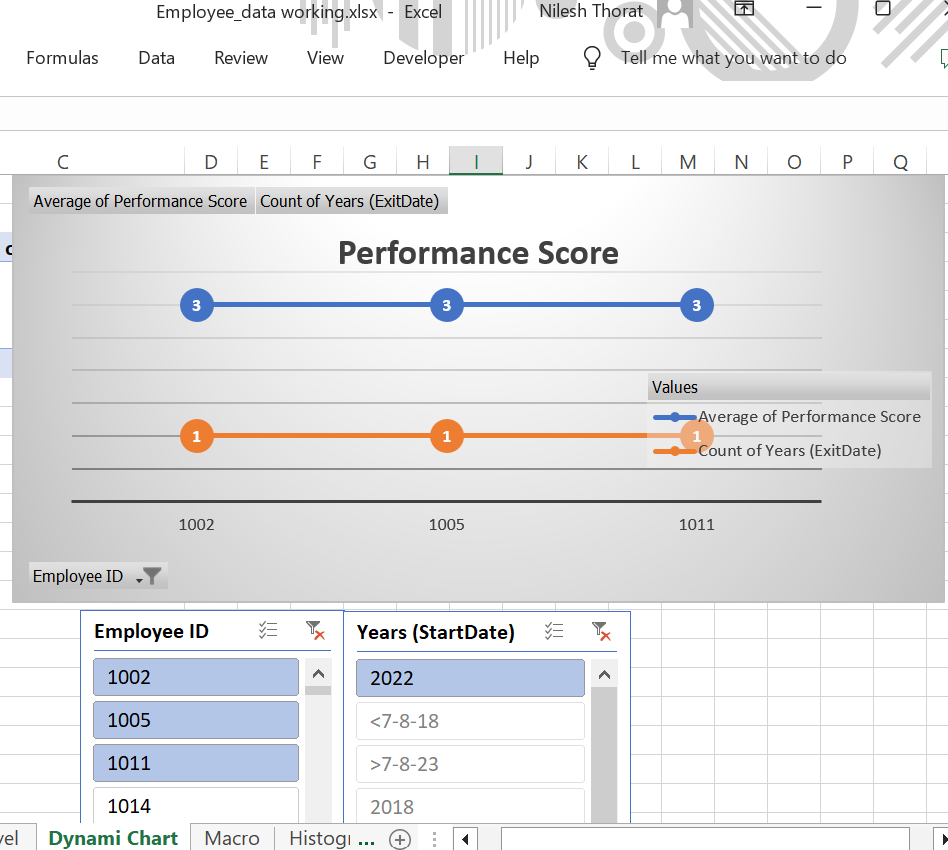 Employee_data working.xlsx - Excel
Nilesh Thorat
Formulas Data Review View Developer Help Tell me what you want to do
C D E F G H I J K L M N O P Q
Average of Performance Score Count of Years (ExitDate)
Performance Score
3 3 3
Values
Average of Performance Score
1 1 1
Count of Years (ExitDate)
1002 1005 1011
Employee ID
Employee ID
1002
1005
1011
1014
Years (StartDate)
2022
<7-8-18
>7-8-23
2018
Dynami Chart Macro Histog ...